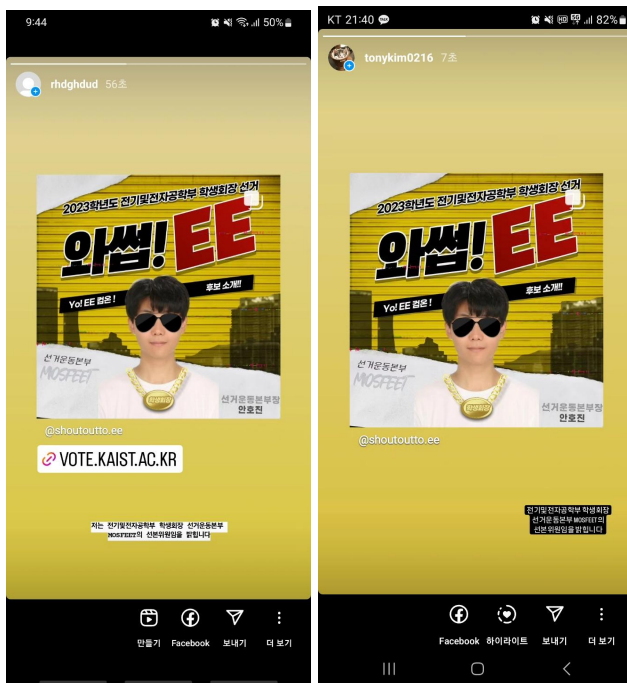 9:44
50%
rhdghdud 56초
2023학년도 전기및전자공학부 학생회장 선거
와썹! EE
Yo! EE 컴온!
후보 소개!!
선거운동본부
MOSFEET
학생회장
선거운동본부장
안호진
@shoutoutto.ee
VOTE.KAIST.AC.KR
저는 전기및전자공학부 학생회장 선거운동본부
MOSFEET의 선본위원임을 밝힙니다
만들기 Facebook 보내기 더 보기
KT 21:40
82%
tonykim0216 7초
2023학년도 전기및전자공학부 학생회장 선거
와썹! EE
Yo! EE 컴온!
후보 소개!!
선거운동본부
MOSFEET
학생회장
선거운동본부장
안호진
@shoutoutto.ee
전기및전자공학부 학생회장
선거운동본부 MOSFEET의
선본위원임을 밝힙니다
Facebook 하이라이트 보내기 더 보기